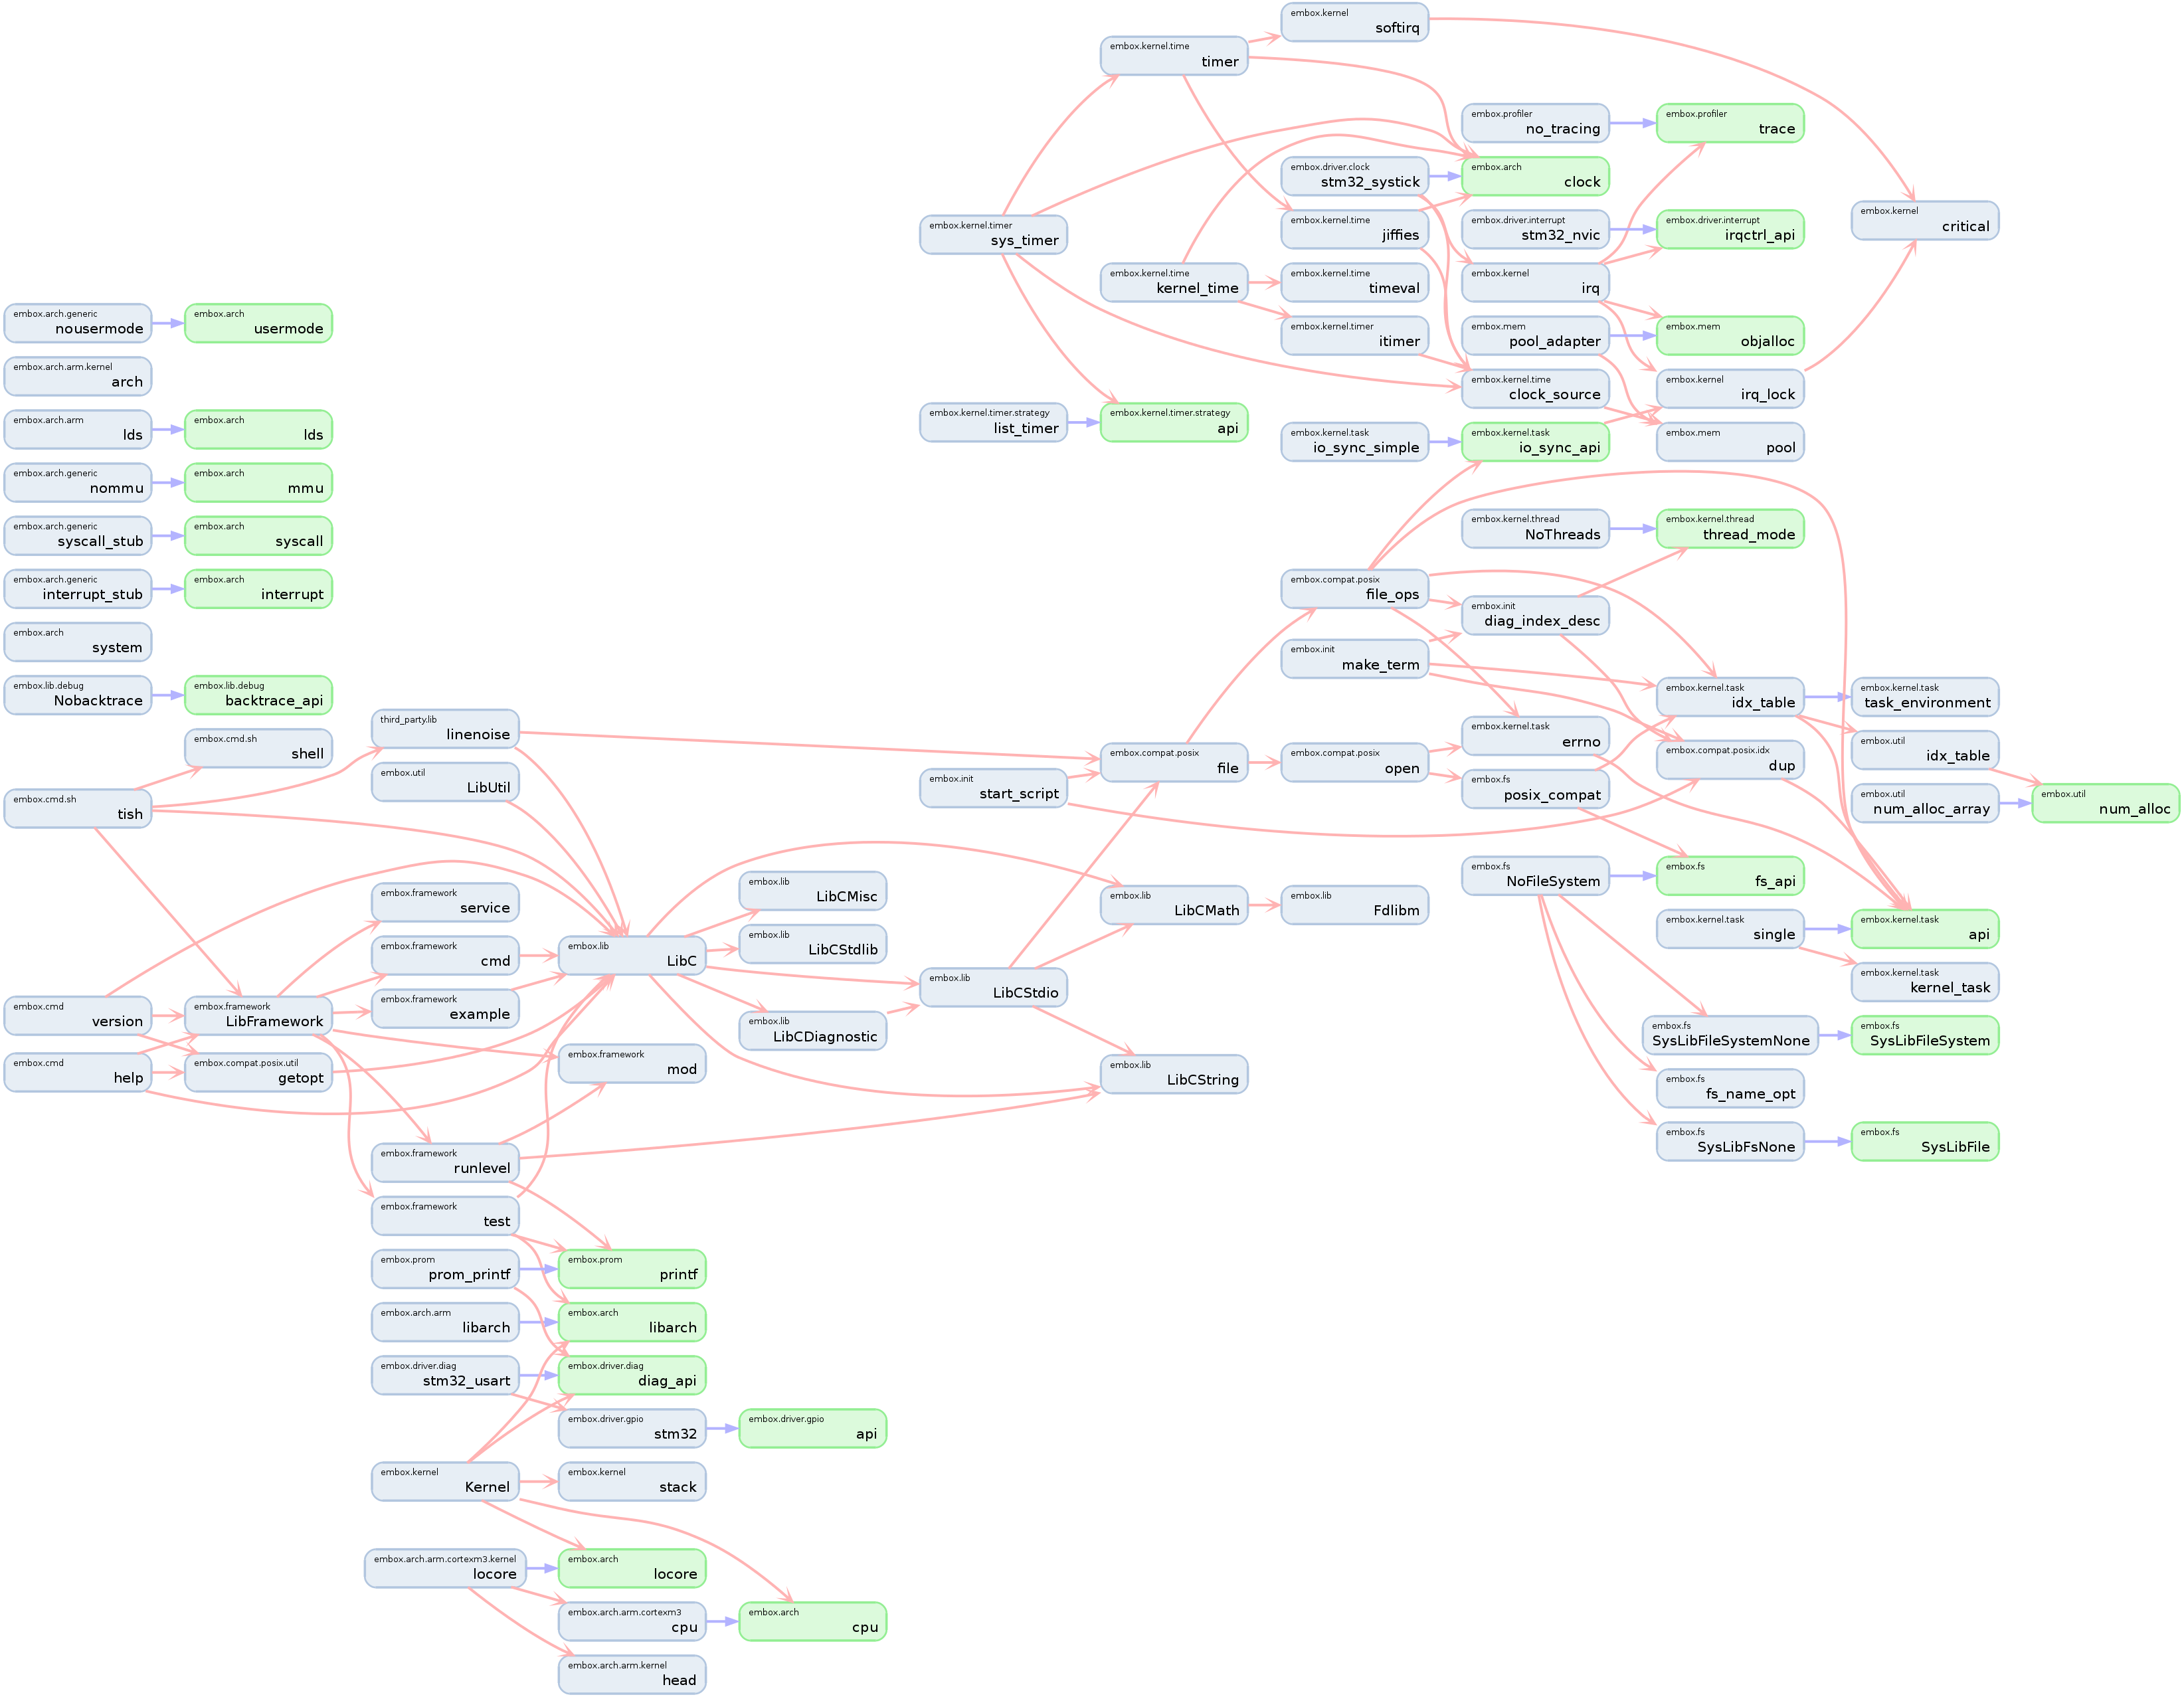 embox.kernel
softirq
embox.kernel.time
timer
embox.profiler
no_tracing
embox.profiler
trace
embox.driver.clock
stm32_systick
embox.arch
clock
embox.kernel
critical
embox.kernel.timer
sys_timer
embox.kernel.time
jiffies
embox.driver.interrupt
stm32_nvic
embox.driver.interrupt
irqctrl_api
embox.kernel.time
kernel_time
embox.kernel.time
timeval
embox.kernel
irq
embox.arch.generic
nousermode
embox.arch
usermode
embox.kernel.timer
itimer
embox.mem
pool_adapter
embox.mem
objalloc
embox.arch.arm.kernel
arch
embox.kernel.time
clock_source
embox.kernel
irq_lock
embox.arch.arm
lds
embox.arch
lds
embox.kernel.timer.strategy
list_timer
embox.kernel.timer.strategy
api
embox.kernel.task
io_sync_simple
embox.kernel.task
io_sync_api
embox.mem
pool
embox.arch.generic
nommu
embox.arch
mmu
embox.arch.generic
syscall_stub
embox.arch
syscall
embox.kernel.thread
NoThreads
embox.kernel.thread
thread_mode
embox.arch.generic
interrupt_stub
embox.arch
interrupt
embox.compat.posix
file_ops
embox.init
diag_index_desc
embox.arch
system
embox.init
make_term
embox.lib.debug
Nobacktrace
embox.lib.debug
backtrace_api
embox.kernel.task
idx_table
embox.kernel.task
task_environment
third_party.lib
linenoise
embox.cmd.sh
shell
embox.kernel.task
errno
embox.util
idx_table
embox.compat.posix
file
embox.compat.posix
open
embox.compat.posix.idx
dup
embox.util
LibUtil
embox.init
start_script
embox.fs
posix_compat
embox.cmd.sh
tish
embox.util
num_alloc_array
embox.util
num_alloc
embox.fs
NoFileSystem
embox.fs
fs_api
embox.lib
LibCMisc
embox.framework
service
embox.lib
LibCMath
embox.lib
Fdlibm
embox.kernel.task
single
embox.kernel.task
api
embox.lib
LibCStdlib
embox.framework
cmd
embox.lib
LibC
embox.kernel.task
kernel_task
embox.lib
LibCStdio
embox.framework
example
embox.cmd
version
embox.framework
LibFramework
embox.lib
LibCDiagnostic
embox.fs
SysLibFileSystemNone
embox.fs
SysLibFileSystem
embox.framework
mod
embox.cmd
help
embox.compat.posix.util
getopt
embox.lib
LibCString
embox.fs
fs_name_opt
embox.fs
SysLibFsNone
embox.fs
SysLibFile
embox.framework
runlevel
embox.framework
test
embox.prom
prom_printf
embox.prom
printf
embox.arch.arm
libarch
embox.arch
libarch
embox.driver.diag
stm32_usart
embox.driver.diag
diag_api
embox.driver.gpio
stm32
embox.driver.gpio
api
embox.kernel
Kernel
embox.kernel
stack
embox.arch.arm.cortexm3.kernel
locore
embox.arch
locore
embox.arch.arm.cortexm3
cpu
embox.arch
cpu
embox.arch.arm.kernel
head